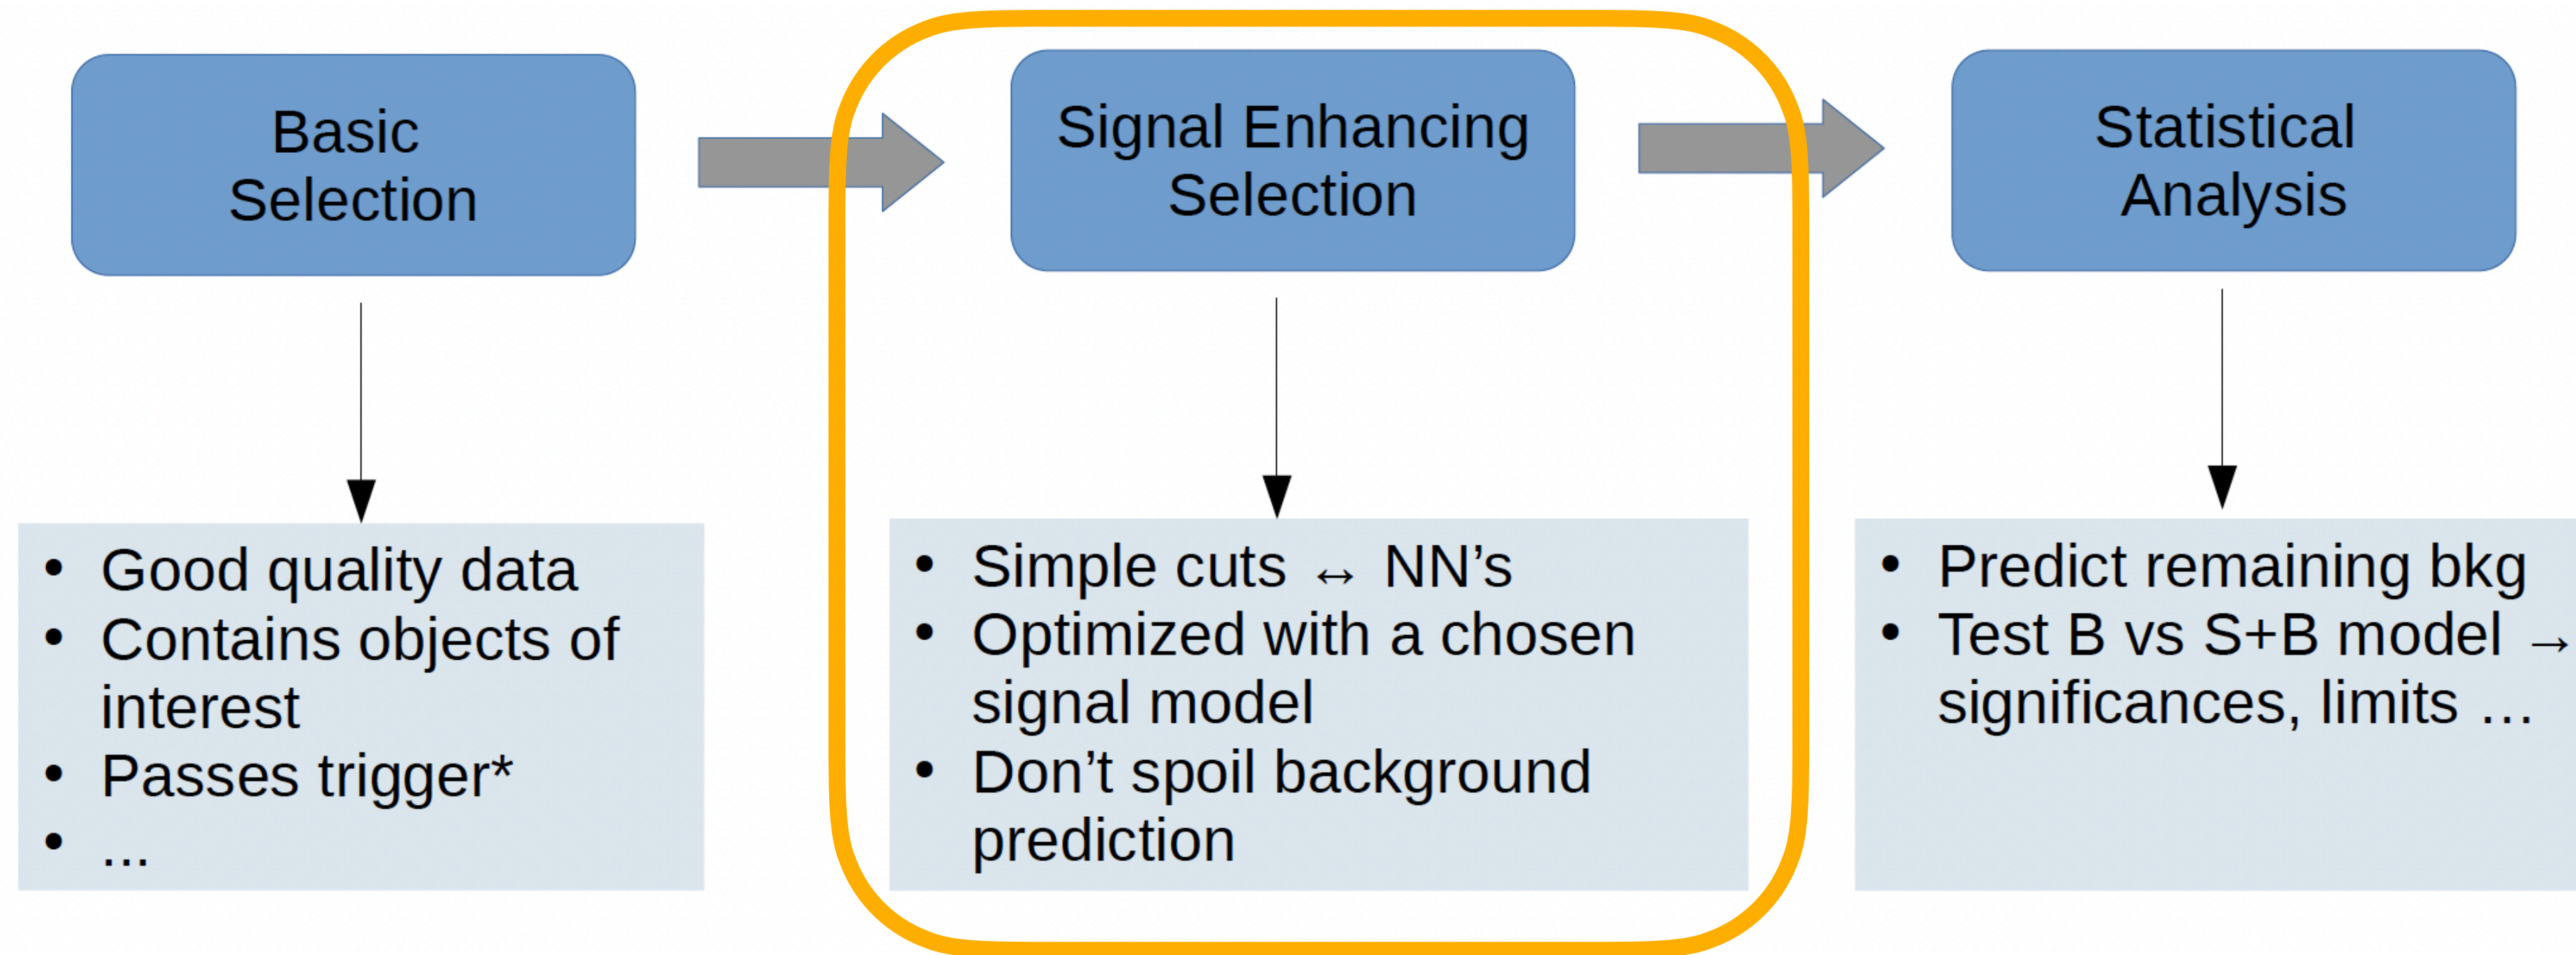 Basic
Selection
Signal Enhancing
Selection
Statistical
Analysis
• Good quality data
• Contains objects of
interest
• Passes trigger*
• ...
• Simple cuts ↔ NN’s
• Optimized with a chosen
signal model
• Don’t spoil background
prediction
• Predict remaining bkg
• Test B vs S+B model →
significances, limits …